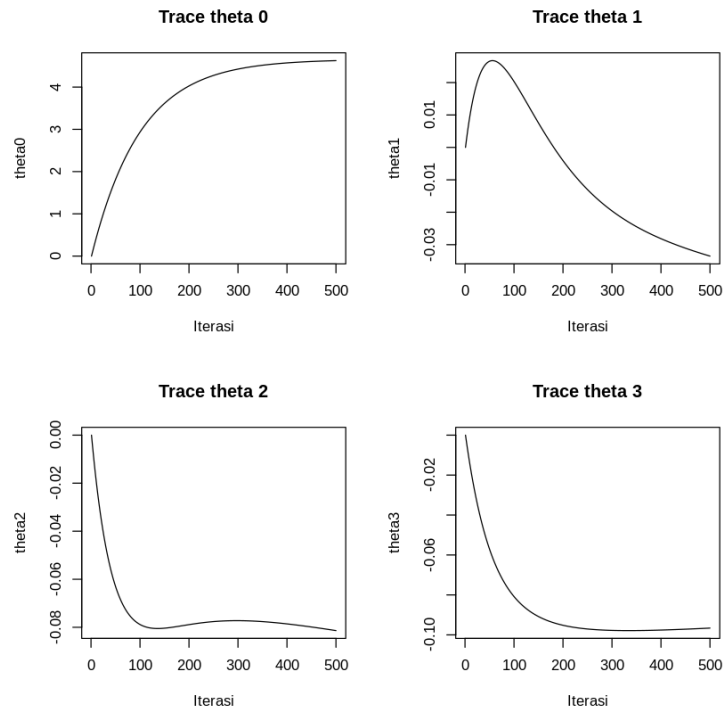 Trace theta 0
theta0
4
3
2
1
0
0 100 200 300 400 500
Iterasi
Trace theta 1
theta1
0.01
-0.01
-0.03
0 100 200 300 400 500
Iterasi
Trace theta 2
theta2
0.00
-0.02
-0.04
-0.06
-0.08
0 100 200 300 400 500
Iterasi
Trace theta 3
theta3
-0.02
-0.06
-0.10
0 100 200 300 400 500
Iterasi